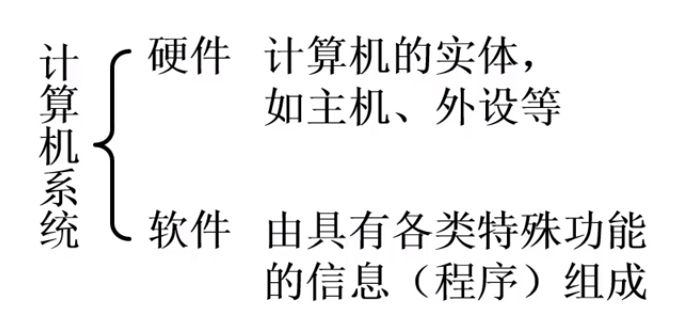 计算机系统
硬件 计算机的实体，
如主机、外设等
软件 由具有各类特殊功能
的信息（程序）组成